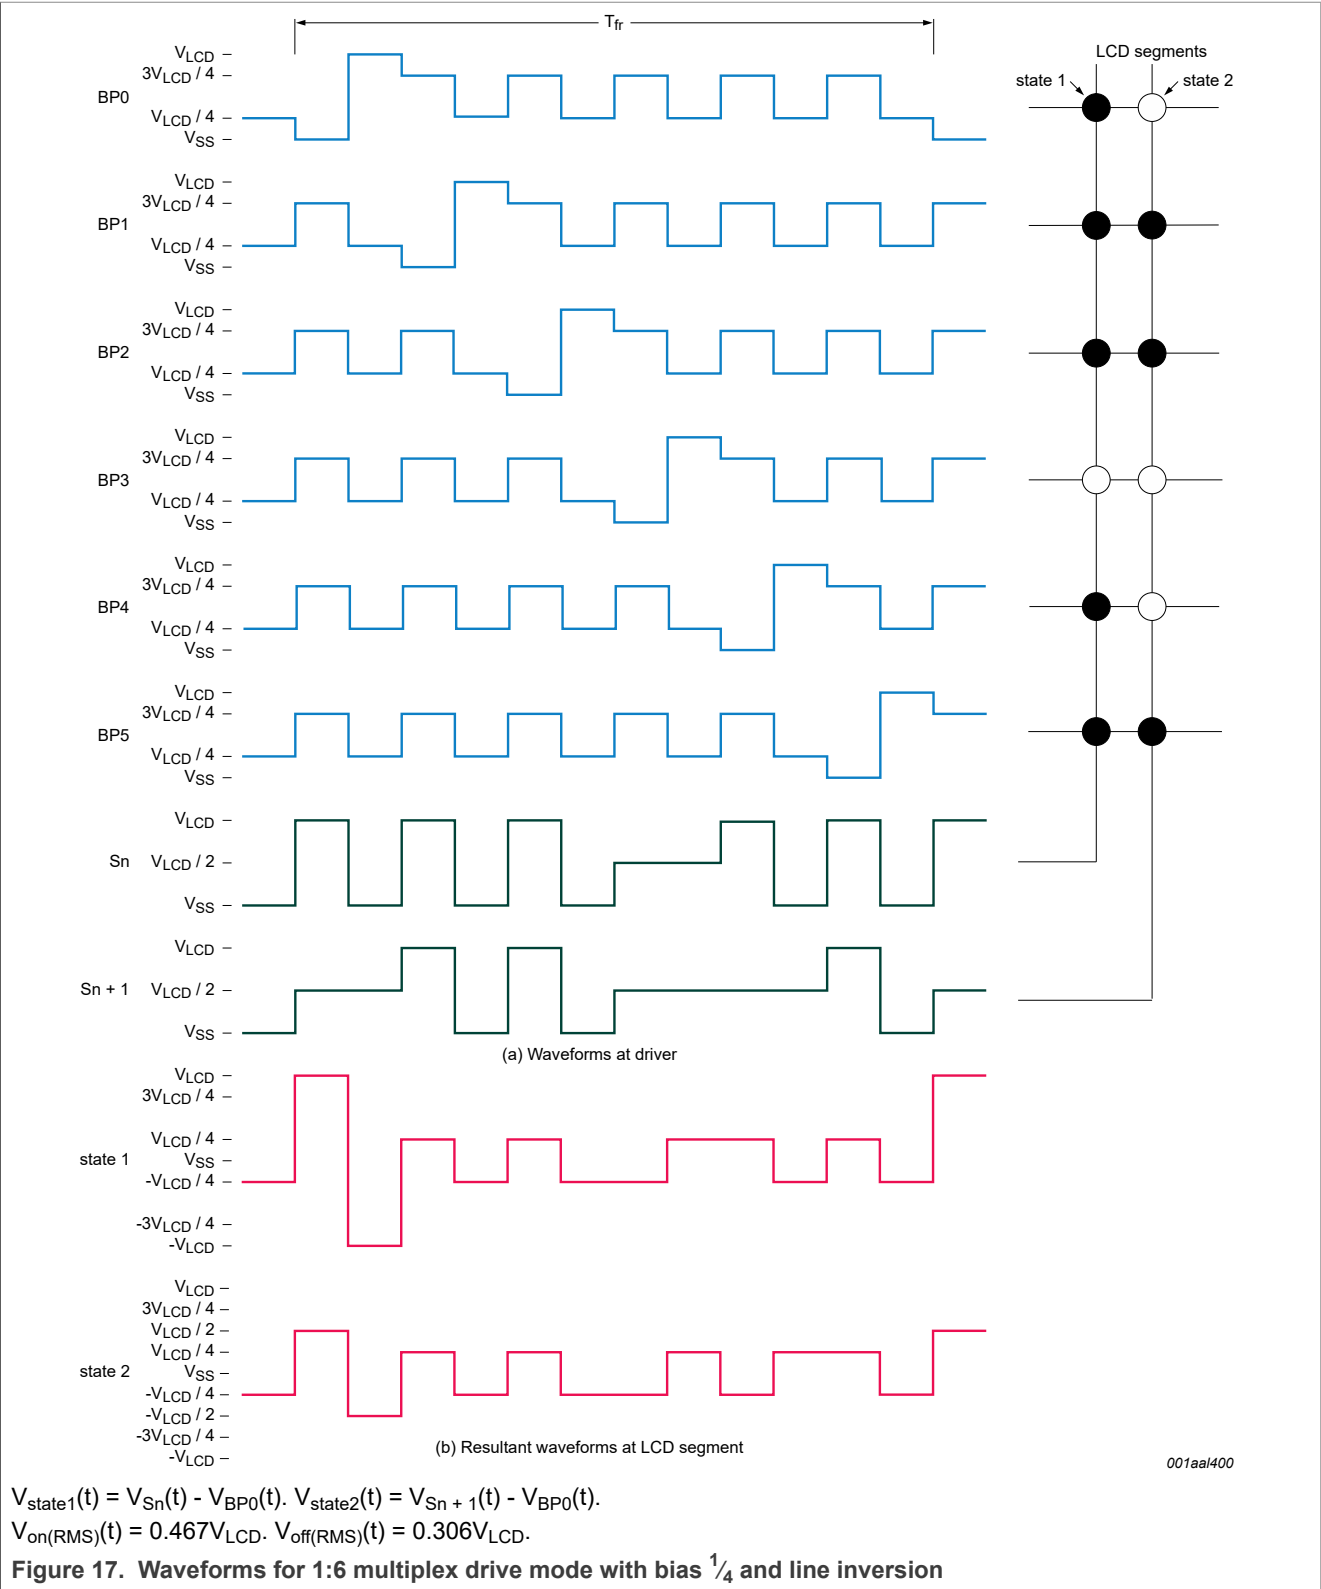 Tfr
LCD segments
state 1
state 2
VLCD
3VLCD / 4
BP0
VLCD / 4
VSS
VLCD
3VLCD / 4
BP1
VLCD / 4
VSS
VLCD
3VLCD / 4
BP2
VLCD / 4
VSS
VLCD
3VLCD / 4
BP3
VLCD / 4
VSS
VLCD
3VLCD / 4
BP4
VLCD / 4
VSS
VLCD
3VLCD / 4
BP5
VLCD / 4
VSS
VLCD
Sn VLCD / 2
VSS
VLCD
Sn + 1 VLCD / 2
VSS
(a) Waveforms at driver
VLCD
3VLCD / 4
VLCD / 4
state 1 VSS
-VLCD / 4
-3VLCD / 4
-VLCD
VLCD
3VLCD / 4
VLCD / 2
VLCD / 4
state 2 VSS
-VLCD / 4
-VLCD / 2
-3VLCD / 4
-VLCD
(b) Resultant waveforms at LCD segment
001aal400
Vstate1(t) = VSn(t) - VBP0(t). Vstate2(t) = VSn + 1(t) - VBP0(t).
Von(RMS)(t) = 0.467VLCD. Voff(RMS)(t) = 0.306VLCD.
Figure 17. Waveforms for 1:6 multiplex drive mode with bias 1⁄4 and line inversion